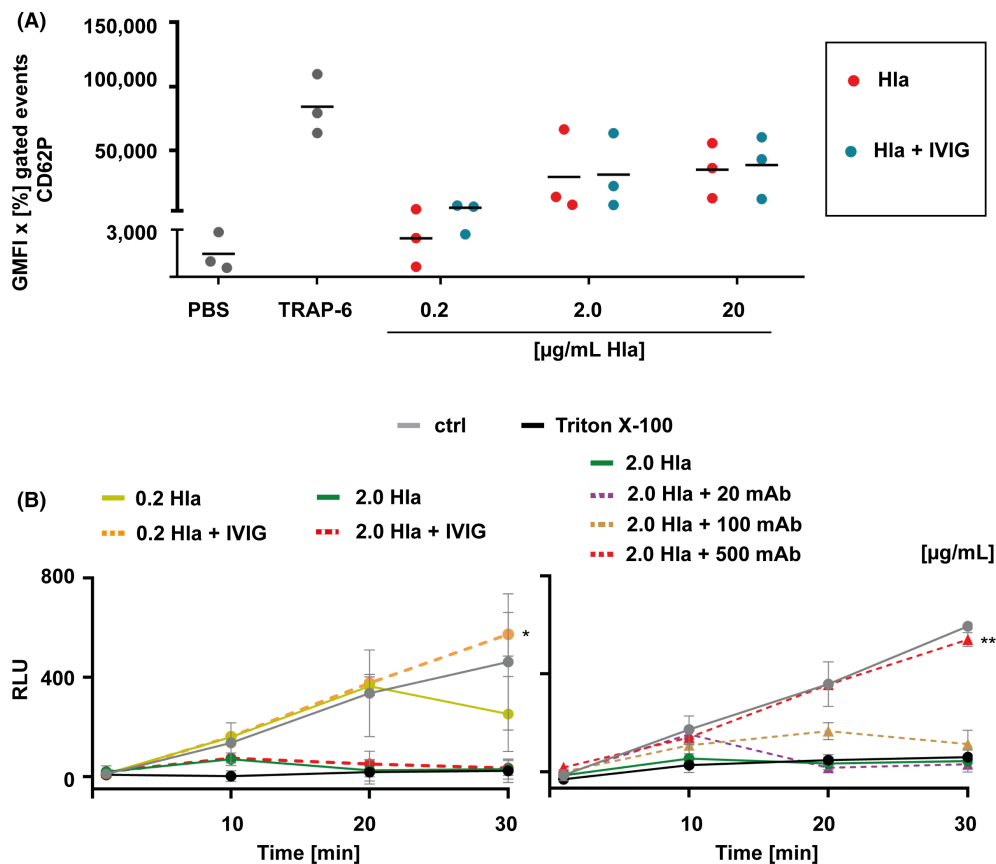 (A)
150,000
100,000
50,000
3,000
GMFI x [%] gated events
CD62P
PBS
TRAP-6
0.2
2.0
20
[µg/mL Hla]
Hla
Hla + IVIG
ctrl
Triton X-100
(B)
0.2 Hla
0.2 Hla + IVIG
2.0 Hla
2.0 Hla + IVIG
2.0 Hla
2.0 Hla + 20 mAb
2.0 Hla + 100 mAb
2.0 Hla + 500 mAb
[µg/mL]
800
400
0
RLU
*
10
20
30
Time [min]
**
10
20
30
Time [min]